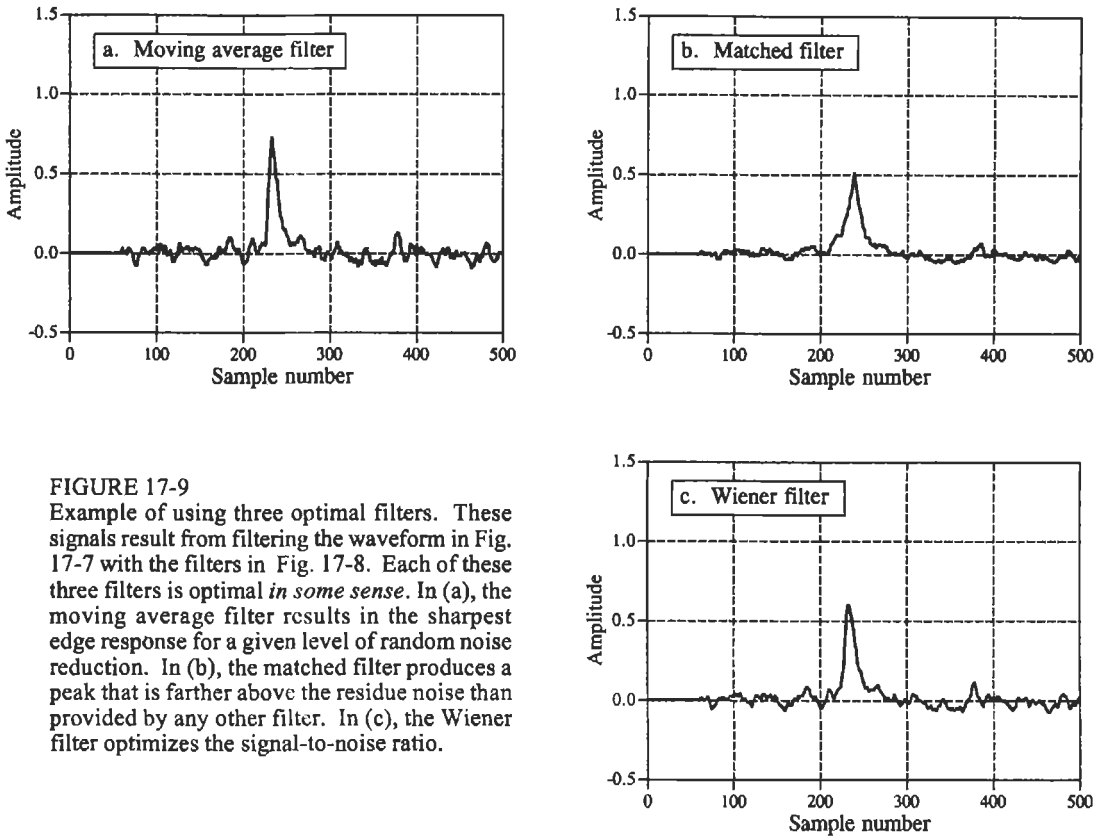 a. Moving average filter
1.5
1.0
0.5
0.0
-0.5
Amplitude
0 100 200 300 400 500
Sample number
b. Matched filter
1.5
1.0
0.5
0.0
-0.5
Amplitude
0 100 200 300 400 500
Sample number
FIGURE 17-9
Example of using three optimal filters. These
signals result from filtering the waveform in Fig.
17-7 with the filters in Fig. 17-8. Each of these
three filters is optimal in some sense. In (a), the
moving average filter results in the sharpest
edge response for a given level of random noise
reduction. In (b), the matched filter produces a
peak that is farther above the residue noise than
provided by any other filter. In (c), the Wiener
filter optimizes the signal-to-noise ratio.
c. Wiener filter
1.5
1.0
0.5
0.0
-0.5
Amplitude
0 100 200 300 400 500
Sample number